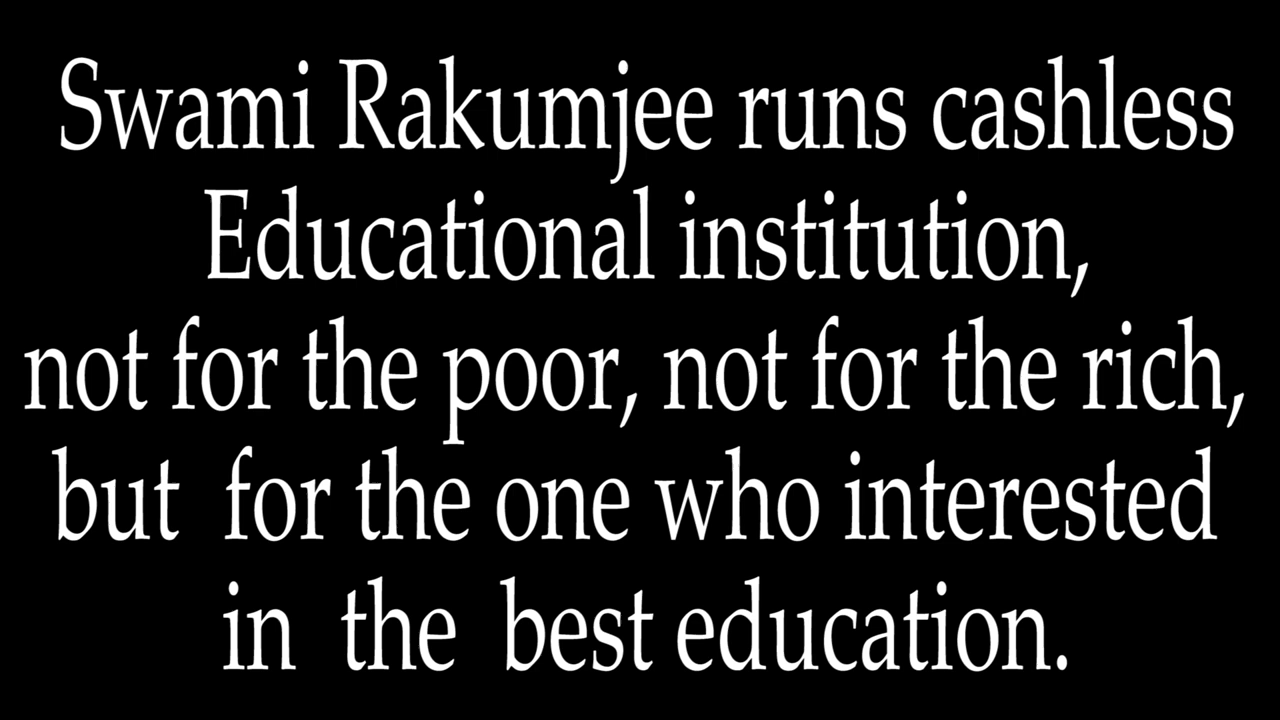 Swami Rakumjee runs cashless
Educational institution,
not for the poor, not for the rich,
but for the one who interested
in the best education.